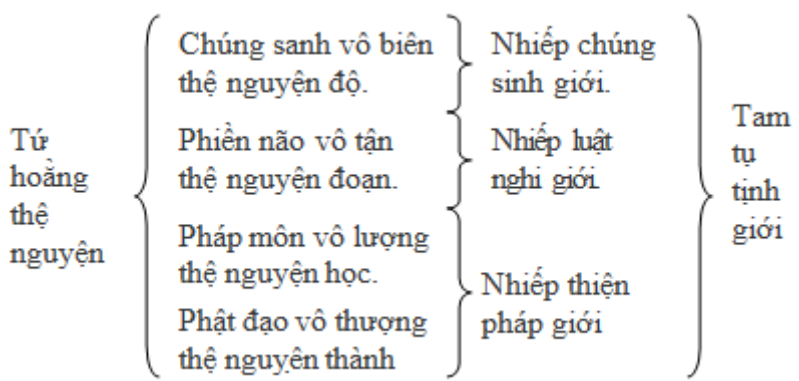 Tứ
hoằng
thệ
nguyện
Chúng sanh vô biên
thệ nguyện độ.
Phiền não vô tận
thệ nguyện đoạn.
Pháp môn vô lượng
thệ nguyện học.
Phật đạo vô thượng
thệ nguyện thành
Nhiếp chúng
sinh giới.
Nhiếp luật
nghi giới.
Nhiếp thiện
pháp giới
Tam
tụ
tịnh
giới